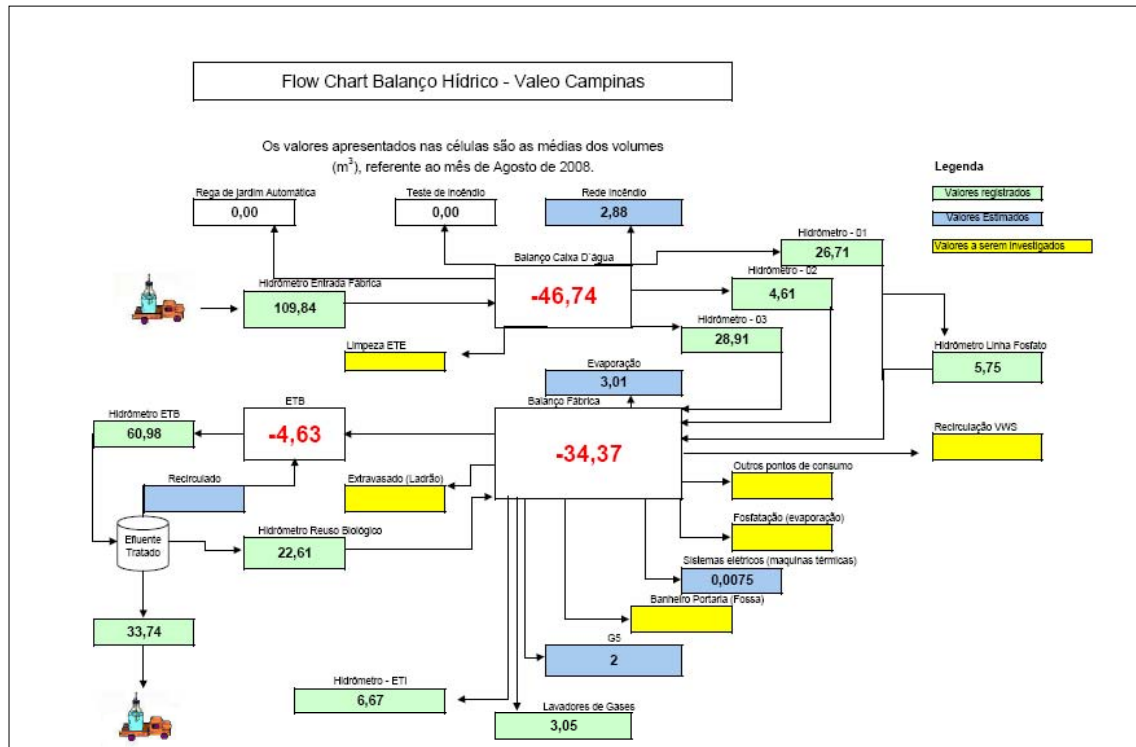 Flow Chart Balanço Hídrico - Valeo Campinas
Os valores apresentados nas células são as médias dos volumes
(m³), referente ao mês de Agosto de 2008.
Legenda
Valores registrados
Valores Estimados
Valores a serem Investigados
Rega de Jardim Automática
0,00
Teste de Incêndio
0,00
Rede Incêndio
2,88
Hidrômetro - 01
26,71
Balanço Caixa D´água
-46,74
Hidrômetro - 02
4,61
Hidrômetro Entrada Fábrica
109,84
Hidrômetro - 03
28,91
Limpeza ETE
Hidrômetro Linha Fosfato
5,75
Evaporação
3,01
Balanço Fábrica
-34,37
ETB
-4,63
Hidrômetro ETB
60,98
Recirculação VWS
Recirculado
Extravasado (Ladrão)
Outros pontos de consumo
Efluente
Tratado
Hidrômetro Reuso Biológico
22,61
Fosfatação (evaporação)
Sistemas elétricos (maquinas térmicas)
0,0075
Banheiro Portaria (Fossa)
33,74
G5
2
Hidrômetro - ETI
6,67
Lavadores de Gases
3,05